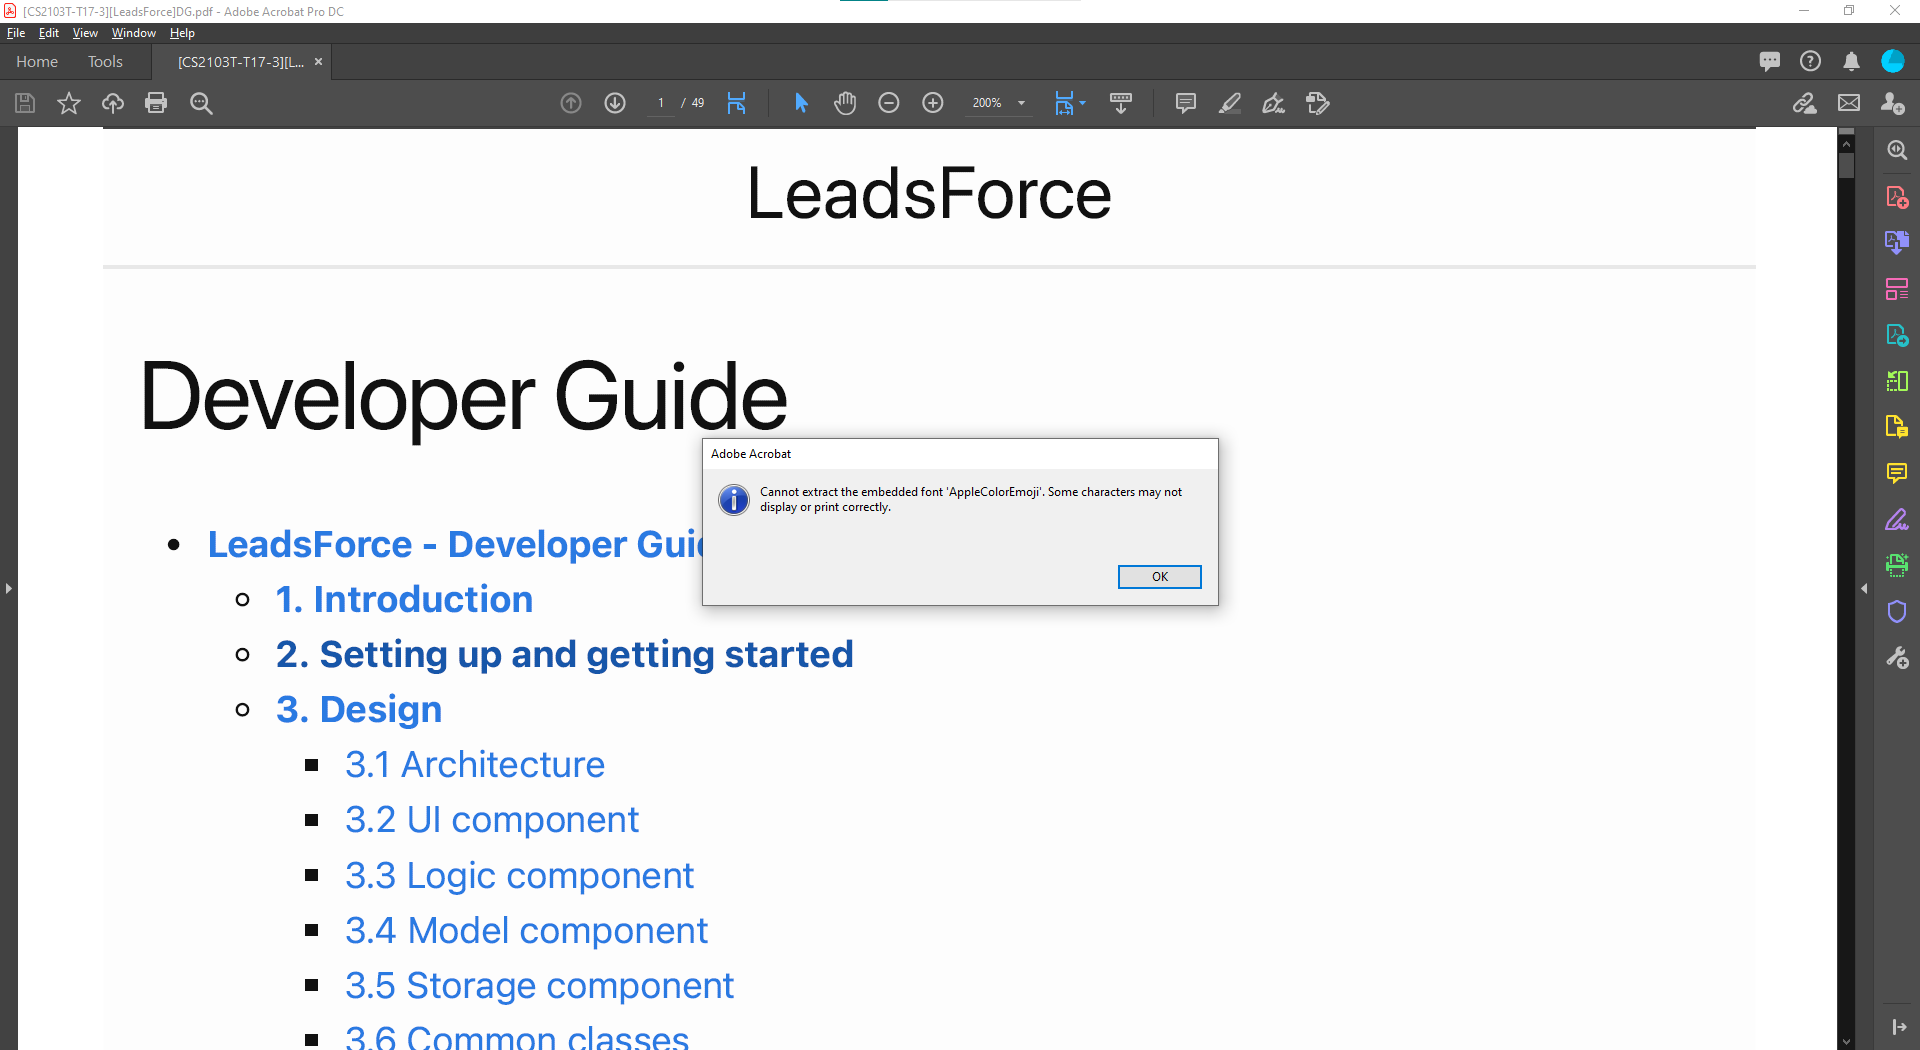 [CS2103T-T17-3][LeadsForce]DG.pdf - Adobe Acrobat Pro DC
File Edit View Window Help
Home Tools [CS2103T-T17-3][L... ×
1 / 49 200%
LeadsForce
Developer Guide
Adobe Acrobat
Cannot extract the embedded font 'AppleColorEmoji'. Some characters may not
display or print correctly.
OK
• LeadsForce - Developer Gui
1. Introduction
2. Setting up and getting started
3. Design
3.1 Architecture
3.2 UI component
3.3 Logic component
3.4 Model component
3.5 Storage component
3.6 Common classes